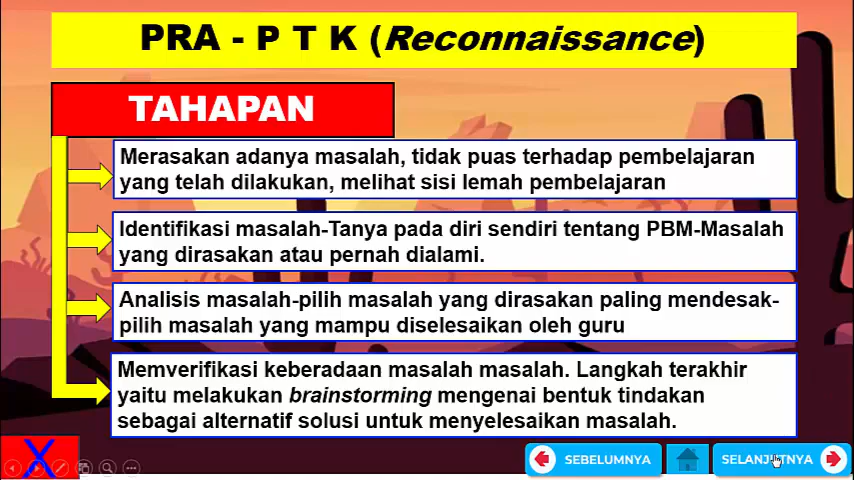 PRA - P T K (Reconnaissance)
TAHAPAN
Merasakan adanya masalah, tidak puas terhadap pembelajaran
yang telah dilakukan, melihat sisi lemah pembelajaran
Identifikasi masalah-Tanya pada diri sendiri tentang PBM-Masalah
yang dirasakan atau pernah dialami.
Analisis masalah-pilih masalah yang dirasakan paling mendesak-
pilih masalah yang mampu diselesaikan oleh guru
Memverifikasi keberadaan masalah masalah. Langkah terakhir
yaitu melakukan brainstorming mengenai bentuk tindakan
sebagai alternatif solusi untuk menyelesaikan masalah.
X
SEBELUMNYA
SELANJUTNYA